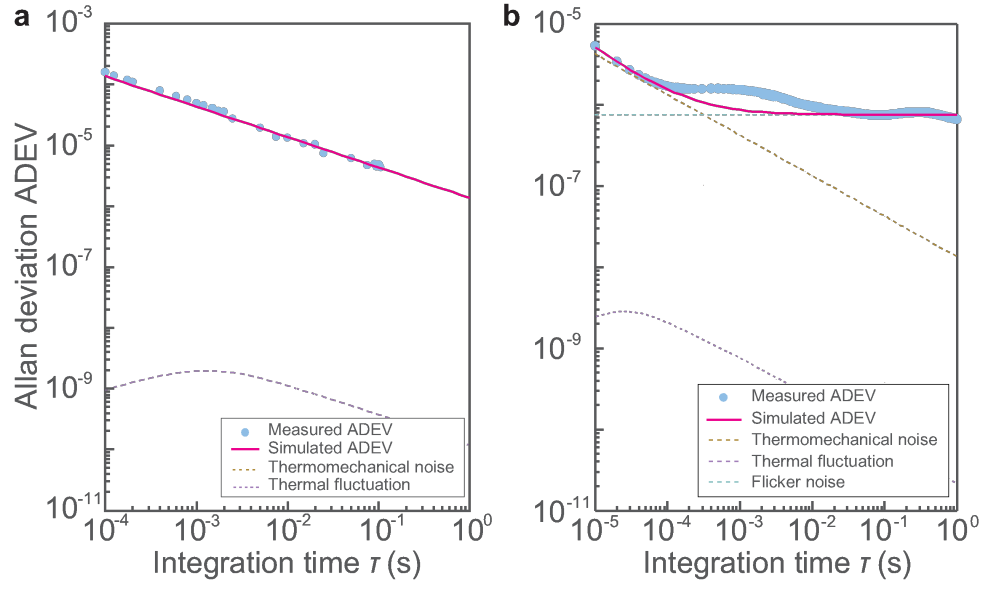 a
b
Allan deviation ADEV
10^-3
10^-5
10^-7
10^-9
10^-11
10^-4
10^-3
10^-2
10^-1
10^0
Integration time τ (s)
Measured ADEV
Simulated ADEV
Thermomechanical noise
Thermal fluctuation
10^-5
10^-7
10^-9
10^-11
10^-5
10^-4
10^-3
10^-2
10^-1
10^0
Integration time τ (s)
Measured ADEV
Simulated ADEV
Thermomechanical noise
Thermal fluctuation
Flicker noise